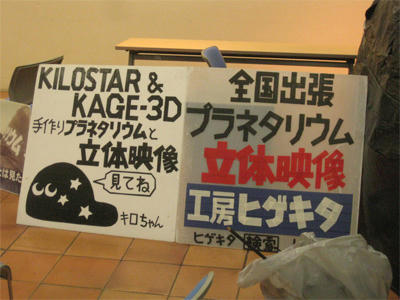 KILOSTAR &
KAGE-3D
手作りプラネタリウムと
立体映像
見てね
キロちゃん
全国出張
プラネタリウム
立体映像
工房ヒゲキタ
ヒゲキタ 検索